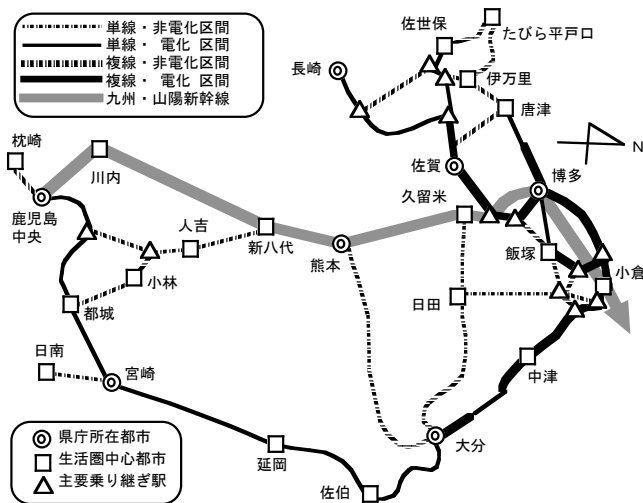 単線・非電化区間
単線・電化 区間
複線・非電化区間
複線・電化 区間
九州・山陽新幹線
佐世保
たびら平戸口
長崎
伊万里
唐津
枕崎
川内
佐賀
博多
N
鹿児島
中央
人吉
新八代
久留米
熊本
飯塚
小倉
小林
日田
都城
日南
宮崎
中津
県庁所在都市
生活圏中心都市
主要乗り継ぎ駅
延岡
大分
佐伯